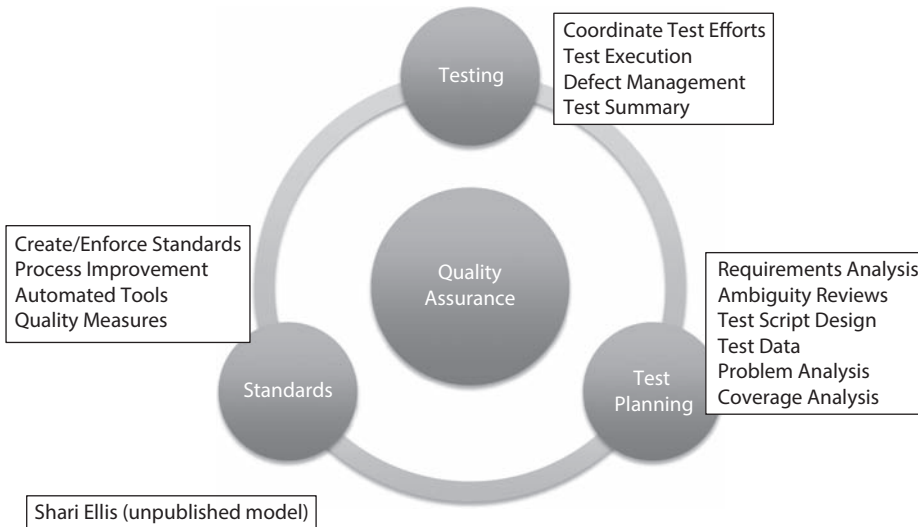 Testing
Coordinate Test Efforts
Test Execution
Defect Management
Test Summary
Create/Enforce Standards
Process Improvement
Automated Tools
Quality Measures
Quality
Assurance
Requirements Analysis
Ambiguity Reviews
Test Script Design
Test Data
Problem Analysis
Coverage Analysis
Standards
Test
Planning
Shari Ellis (unpublished model)